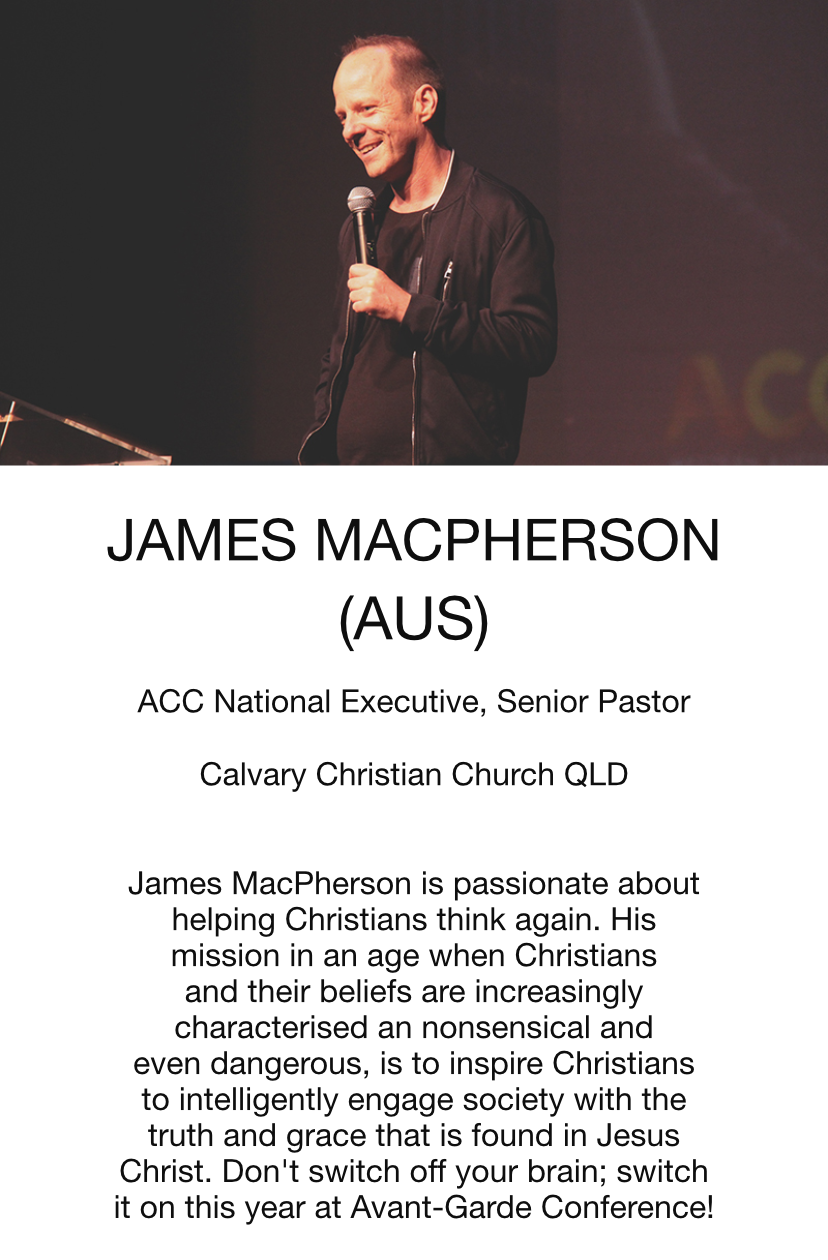 ACC
JAMES MACPHERSON
(AUS)
ACC National Executive, Senior Pastor
Calvary Christian Church QLD
James MacPherson is passionate about
helping Christians think again. His
mission in an age when Christians
and their beliefs are increasingly
characterised an nonsensical and
even dangerous, is to inspire Christians
to intelligently engage society with the
truth and grace that is found in Jesus
Christ. Don't switch off your brain; switch
it on this year at Avant-Garde Conference!